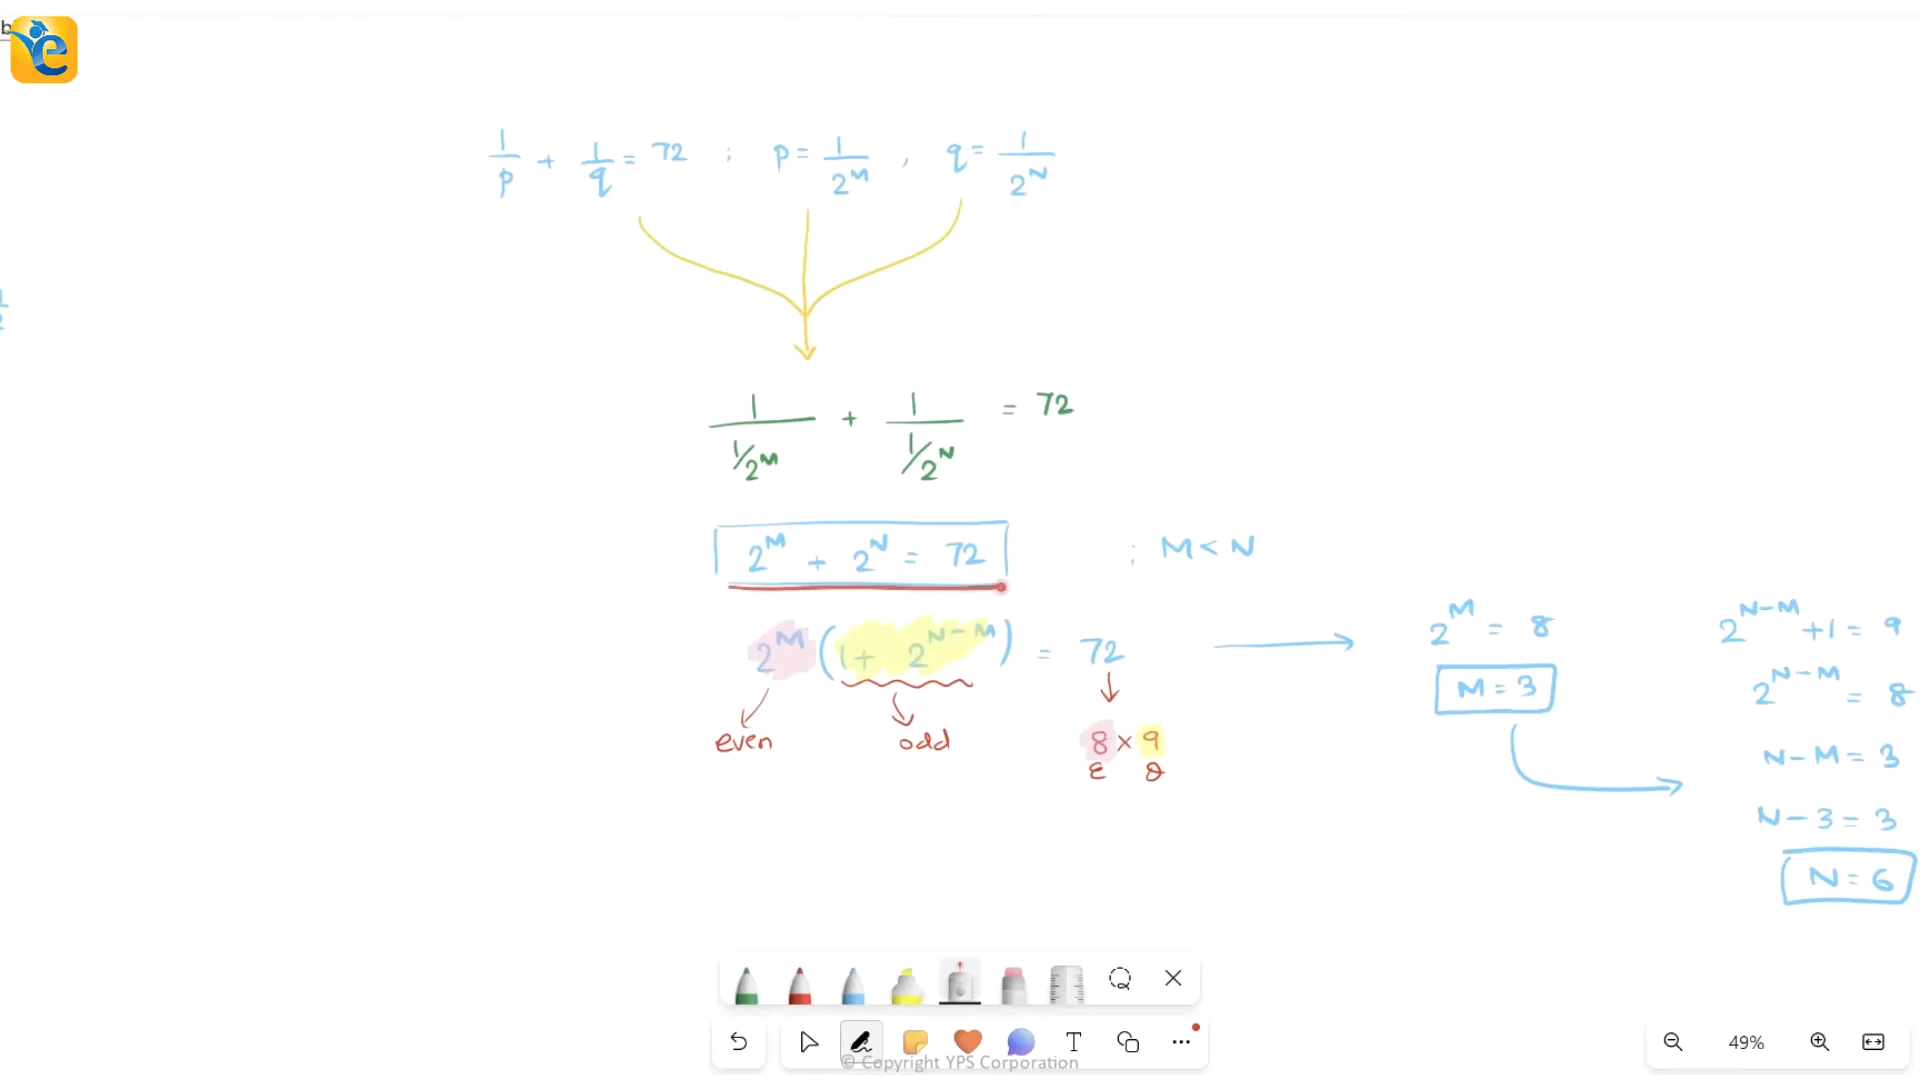 b
e
1/p + 1/q = 72 ; p = 1/2^M , q = 1/2^N
1/(1/2^M) + 1/(1/2^N) = 72
2^M + 2^N = 72 ; M < N
2^M (1 + 2^(N-M)) = 72
even odd
8 × 9
E O
2^M = 8
M = 3
2^(N-M) + 1 = 9
2^(N-M) = 8
N - M = 3
N - 3 = 3
N = 6
T
49%
© Copyright YPS Corporation